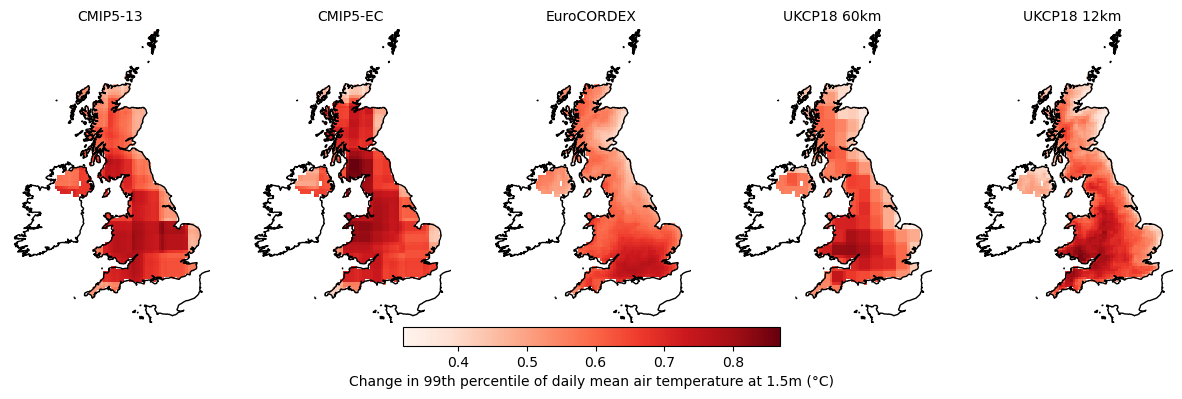 CMIP5-13 CMIP5-EC EuroCORDEX UKCP18 60km UKCP18 12km
0.4 0.5 0.6 0.7 0.8
Change in 99th percentile of daily mean air temperature at 1.5m (°C)